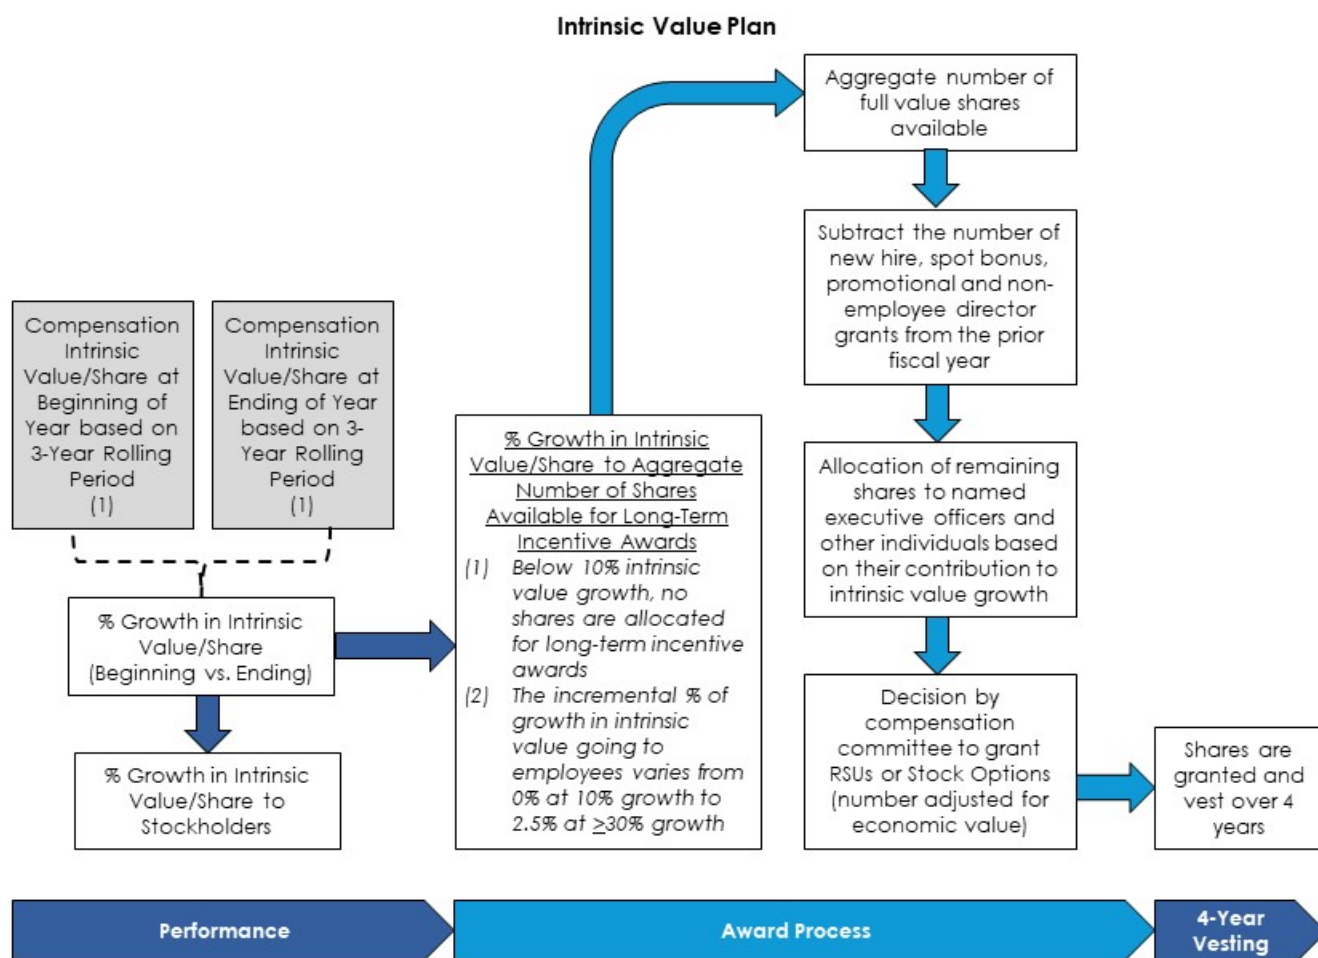 Intrinsic Value Plan
Compensation
Intrinsic
Value/Share at
Beginning of
Year based on
3-Year Rolling
Period
(1)
Compensation
Intrinsic
Value/Share at
Ending of Year
based on 3-
Year Rolling
Period
(1)
% Growth in Intrinsic
Value/Share
(Beginning vs. Ending)
% Growth in Intrinsic
Value/Share to
Stockholders
% Growth in Intrinsic
Value/Share to Aggregate
Number of Shares
Available for Long-Term
Incentive Awards
(1) Below 10% intrinsic
value growth, no
shares are allocated
for long-term incentive
awards
(2) The incremental % of
growth in intrinsic
value going to
employees varies from
0% at 10% growth to
2.5% at ≥30% growth
Aggregate number of
full value shares
available
Subtract the number of
new hire, spot bonus,
promotional and non-
employee director
grants from the prior
fiscal year
Allocation of remaining
shares to named
executive officers and
other individuals based
on their contribution to
intrinsic value growth
Decision by
compensation
committee to grant
RSUs or Stock Options
(number adjusted for
economic value)
Shares are
granted and
vest over 4
years
Performance
Award Process
4-Year
Vesting